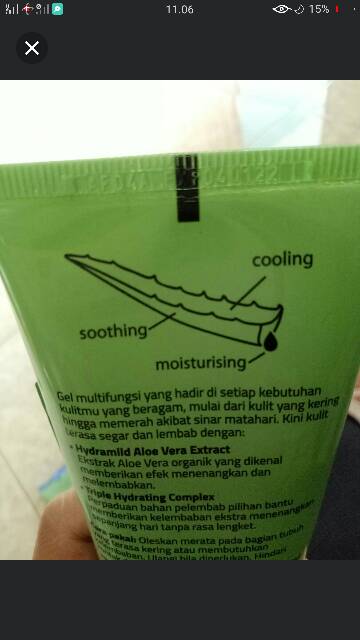 11.06
15%
cooling
soothing
moisturising
Gel multifungsi yang hadir di setiap kebutuhan
kulitmu yang beragam, mulai dari kulit yang kering
hingga memerah akibat sinar matahari. Kini kulit
terasa segar dan lembab dengan:
• Hydramild Aloe Vera Extract
Ekstrak Aloe Vera organik yang dikenal
memberikan efek menenangkan dan
melembabkan.
• Triple Hydrating Complex
Perpaduan bahan pelembab pilihan bantu
memberikan kelembaban ekstra menenangkan
sepanjang hari tanpa rasa lengket.
Cara pakai: Oleskan merata pada bagian tubuh
yang terasa kering atau membutuhkan
bila diperlukan. Hindari